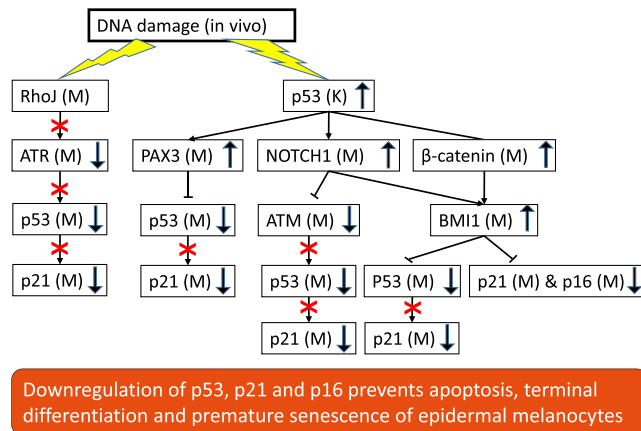 DNA damage (in vivo)
RhoJ (M)
p53 (K)
ATR (M)
PAX3 (M)
NOTCH1 (M)
β-catenin (M)
p53 (M)
p53 (M)
ATM (M)
BMI1 (M)
p21 (M)
p21 (M)
p53 (M)
P53 (M)
p21 (M) & p16 (M)
p21 (M)
p21 (M)
Downregulation of p53, p21 and p16 prevents apoptosis, terminal
differentiation and premature senescence of epidermal melanocytes